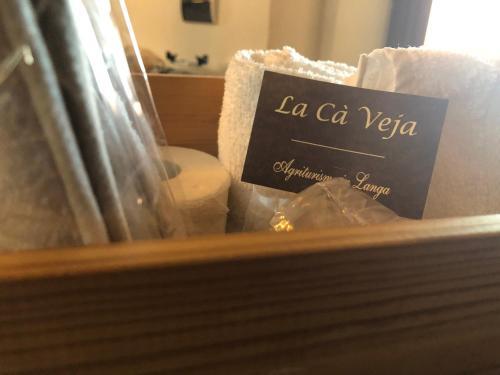 La Cà Veja
Agriturismo in Langa